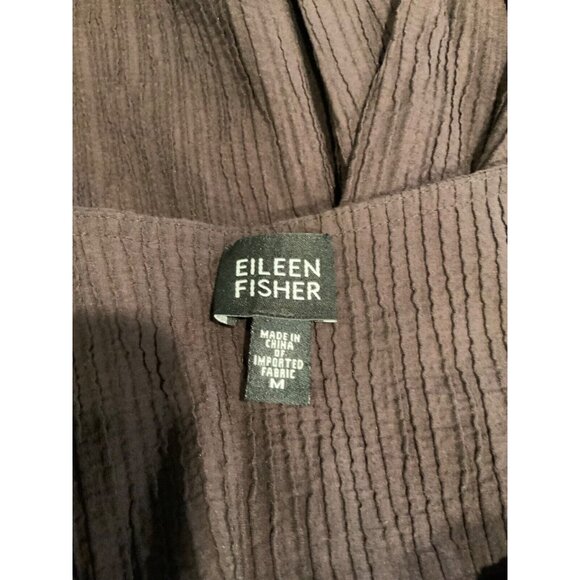 EILEEN
FISHER
MADE IN
CHINA
OF
IMPORTED
FABRIC
M